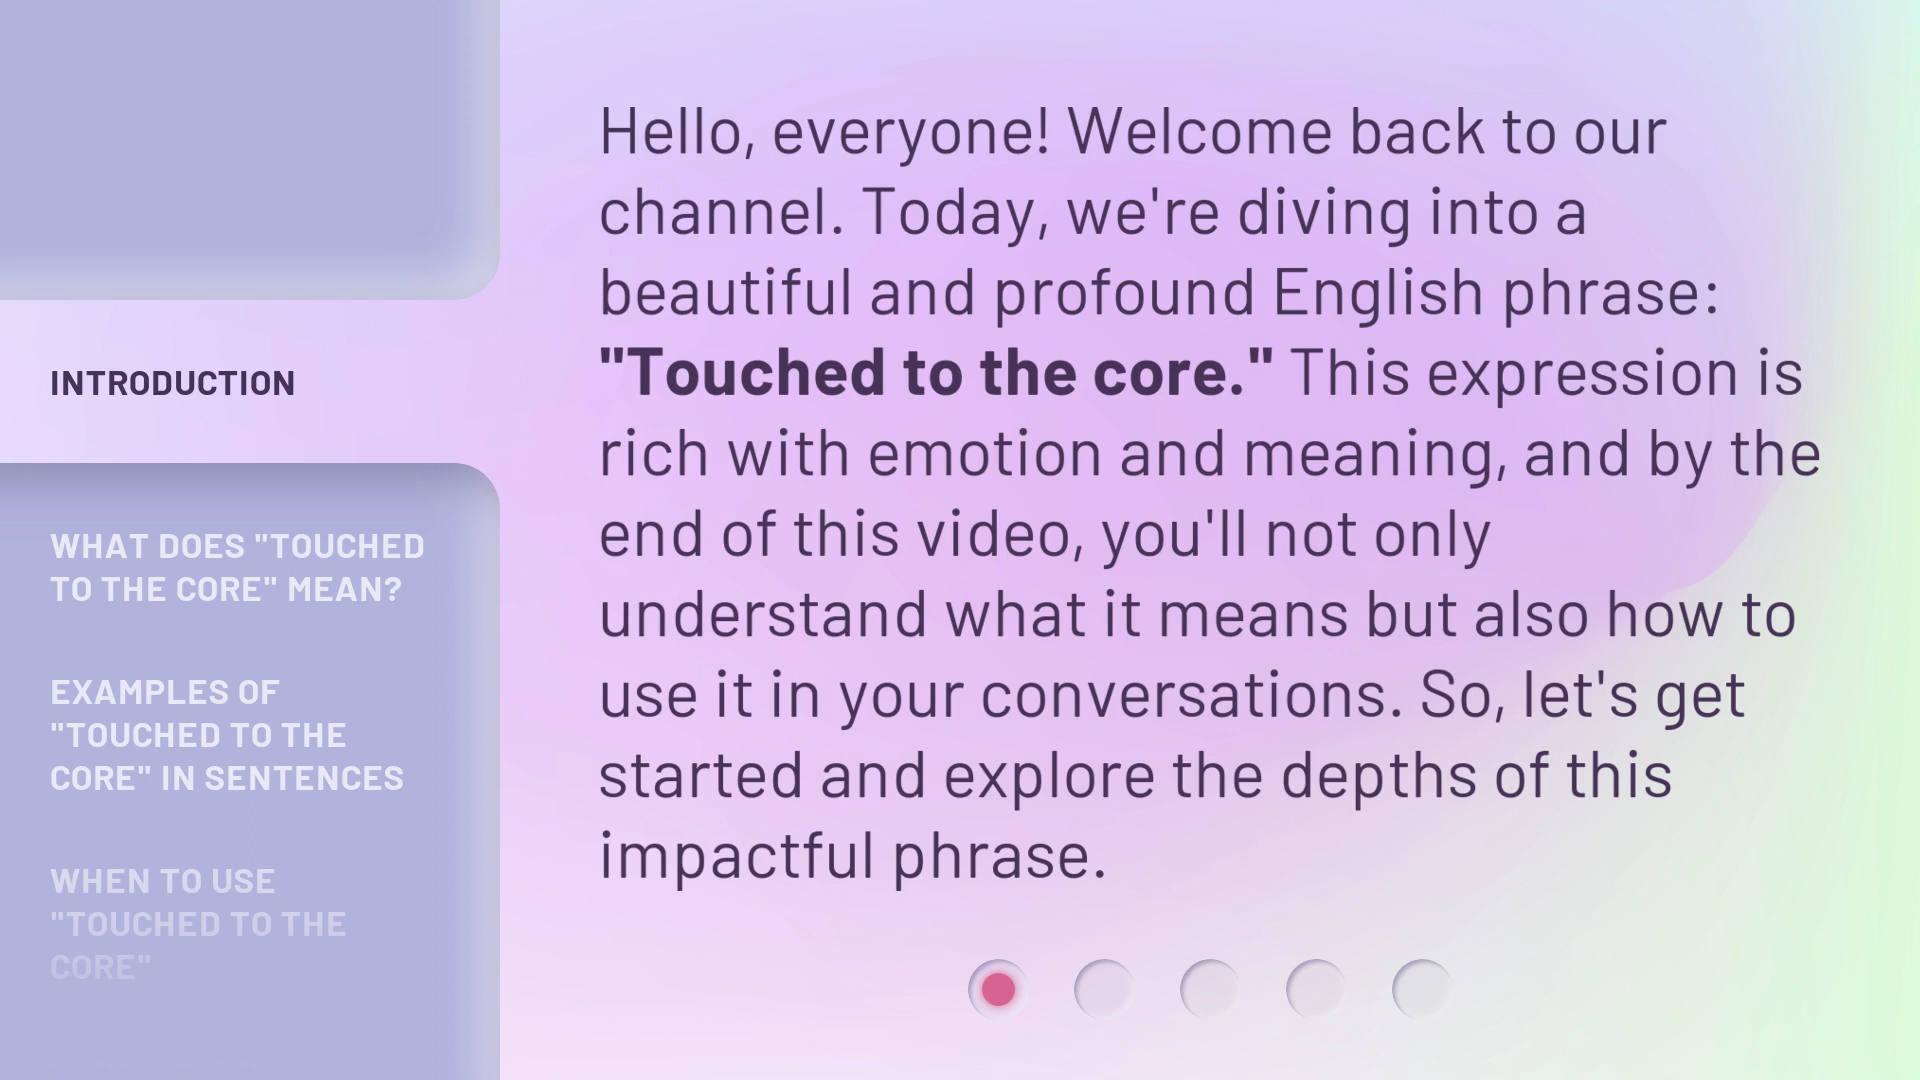 INTRODUCTION
WHAT DOES "TOUCHED
TO THE CORE" MEAN?
EXAMPLES OF
"TOUCHED TO THE
CORE" IN SENTENCES
WHEN TO USE
"TOUCHED TO THE
CORE"
Hello, everyone! Welcome back to our
channel. Today, we're diving into a
beautiful and profound English phrase:
"Touched to the core." This expression is
rich with emotion and meaning, and by the
end of this video, you'll not only
understand what it means but also how to
use it in your conversations. So, let's get
started and explore the depths of this
impactful phrase.